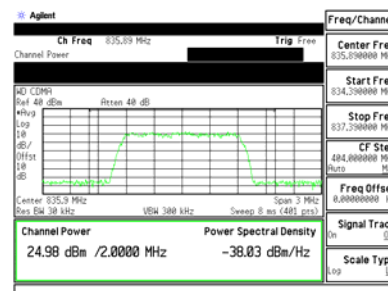 Agilent
Freq/Channe
Ch Freq 835.89 MHz Trig Free
Channel Power
Center Fre
835.890000 M
Start Fre
834.390000 M
WD CDMA
Ref 40 dBm Atten 40 dB
#Avg
Log
10
dB/
Offst
10
dB
Stop Fre
837.390000 M
CF Ste
404.000000 M
Auto M
Center 835.9 MHz Span 3 MHz
Res BW 30 kHz VBW 300 kHz Sweep 8 ms (401 pts)
Freq Offse
0.00000000 H
Channel Power Power Spectral Density
24.98 dBm /2.0000 MHz -38.03 dBm/Hz
Signal Trac
On
Scale Typ
Log